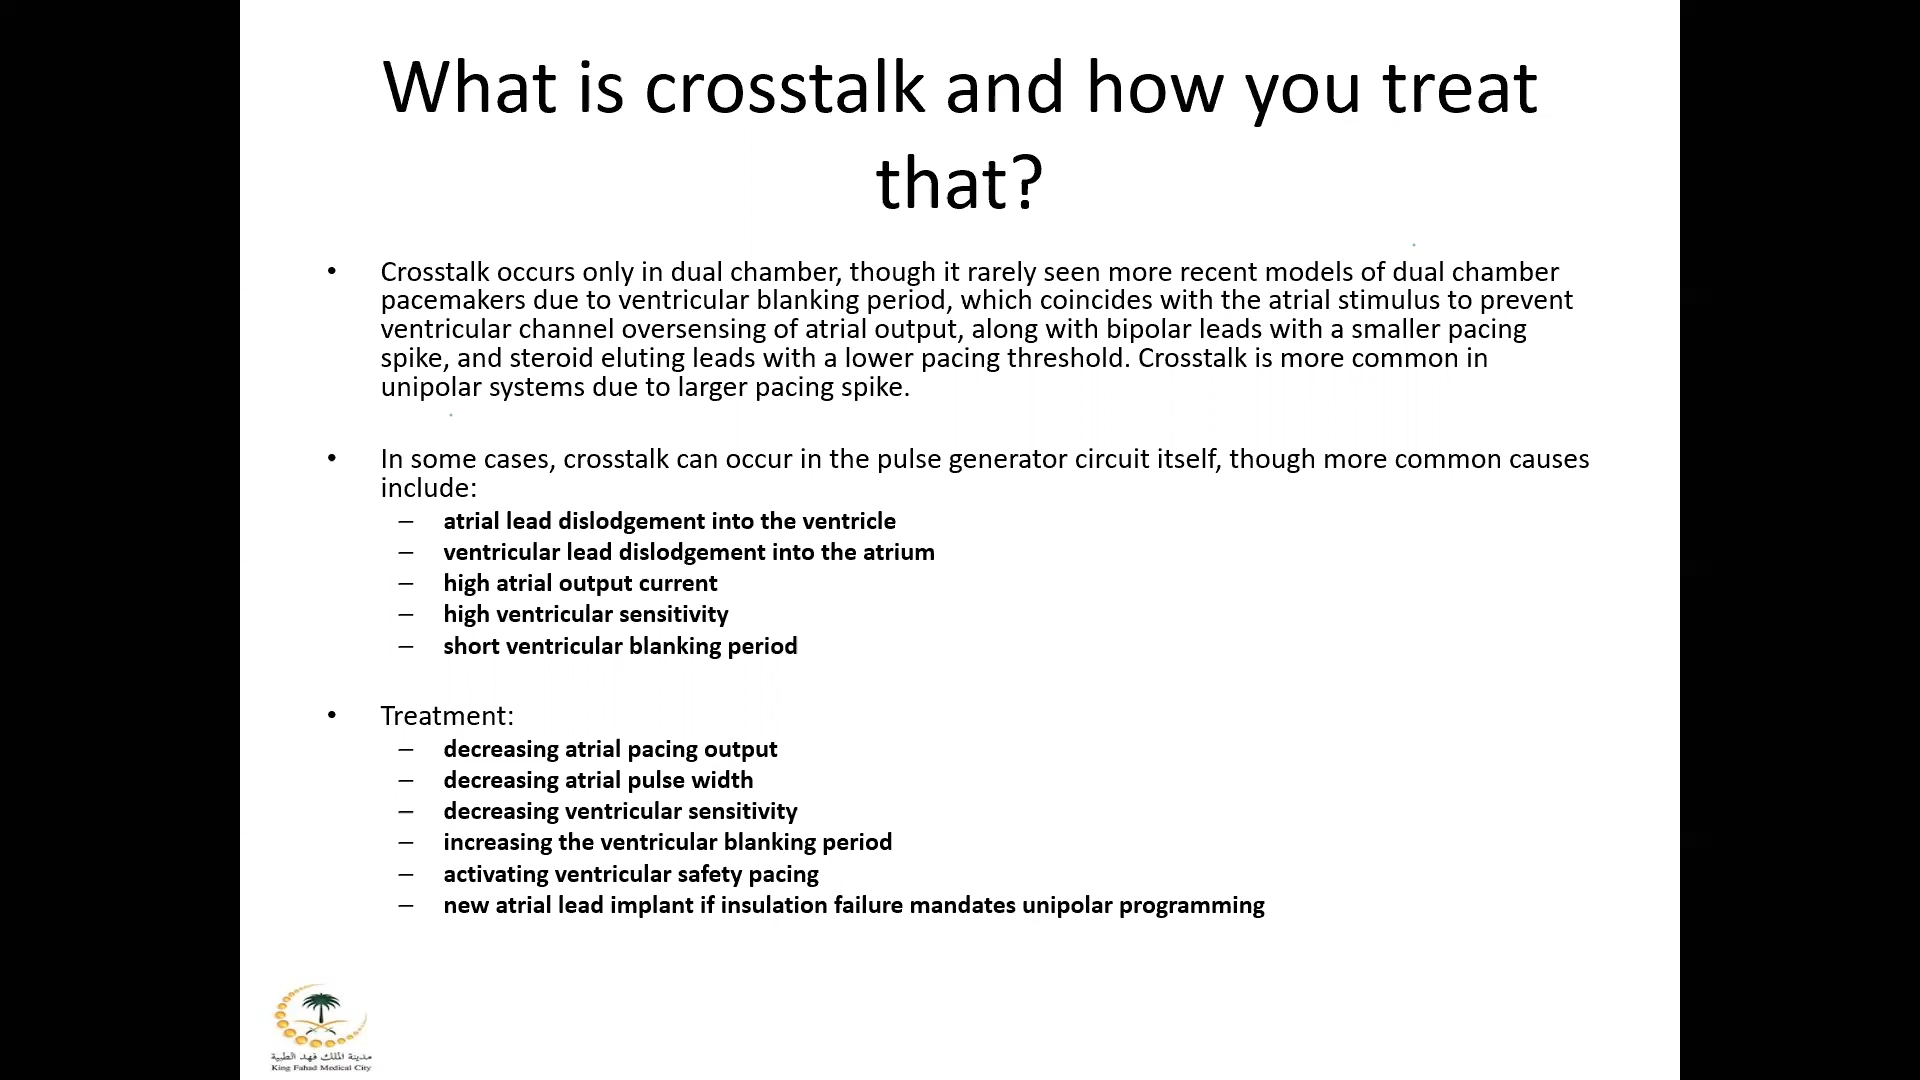 What is crosstalk and how you treat
that?
• Crosstalk occurs only in dual chamber, though it rarely seen more recent models of dual chamber
pacemakers due to ventricular blanking period, which coincides with the atrial stimulus to prevent
ventricular channel oversensing of atrial output, along with bipolar leads with a smaller pacing
spike, and steroid eluting leads with a lower pacing threshold. Crosstalk is more common in
unipolar systems due to larger pacing spike.
• In some cases, crosstalk can occur in the pulse generator circuit itself, though more common causes
include:
– atrial lead dislodgement into the ventricle
– ventricular lead dislodgement into the atrium
– high atrial output current
– high ventricular sensitivity
– short ventricular blanking period
• Treatment:
– decreasing atrial pacing output
– decreasing atrial pulse width
– decreasing ventricular sensitivity
– increasing the ventricular blanking period
– activating ventricular safety pacing
– new atrial lead implant if insulation failure mandates unipolar programming
مدينة الملك فهد الطبية
King Fahad Medical City